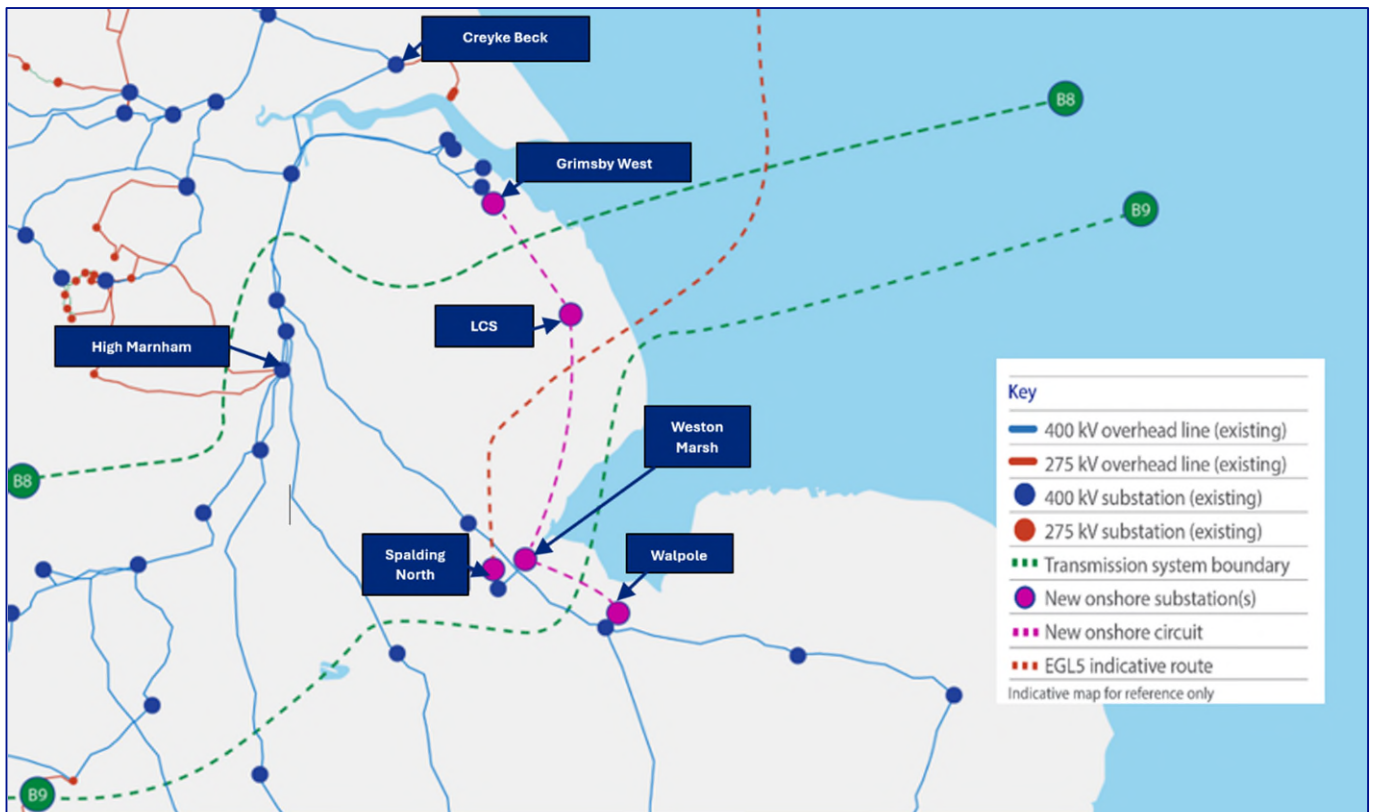 Creyke Beck
B8
Grimsby West
B9
LCS
High Marnham
Weston
Marsh
B8
Spalding
North
Walpole
B9
Key
400 kV overhead line (existing)
275 kV overhead line (existing)
400 kV substation (existing)
275 kV substation (existing)
Transmission system boundary
New onshore substation(s)
New onshore circuit
EGL5 indicative route
Indicative map for reference only